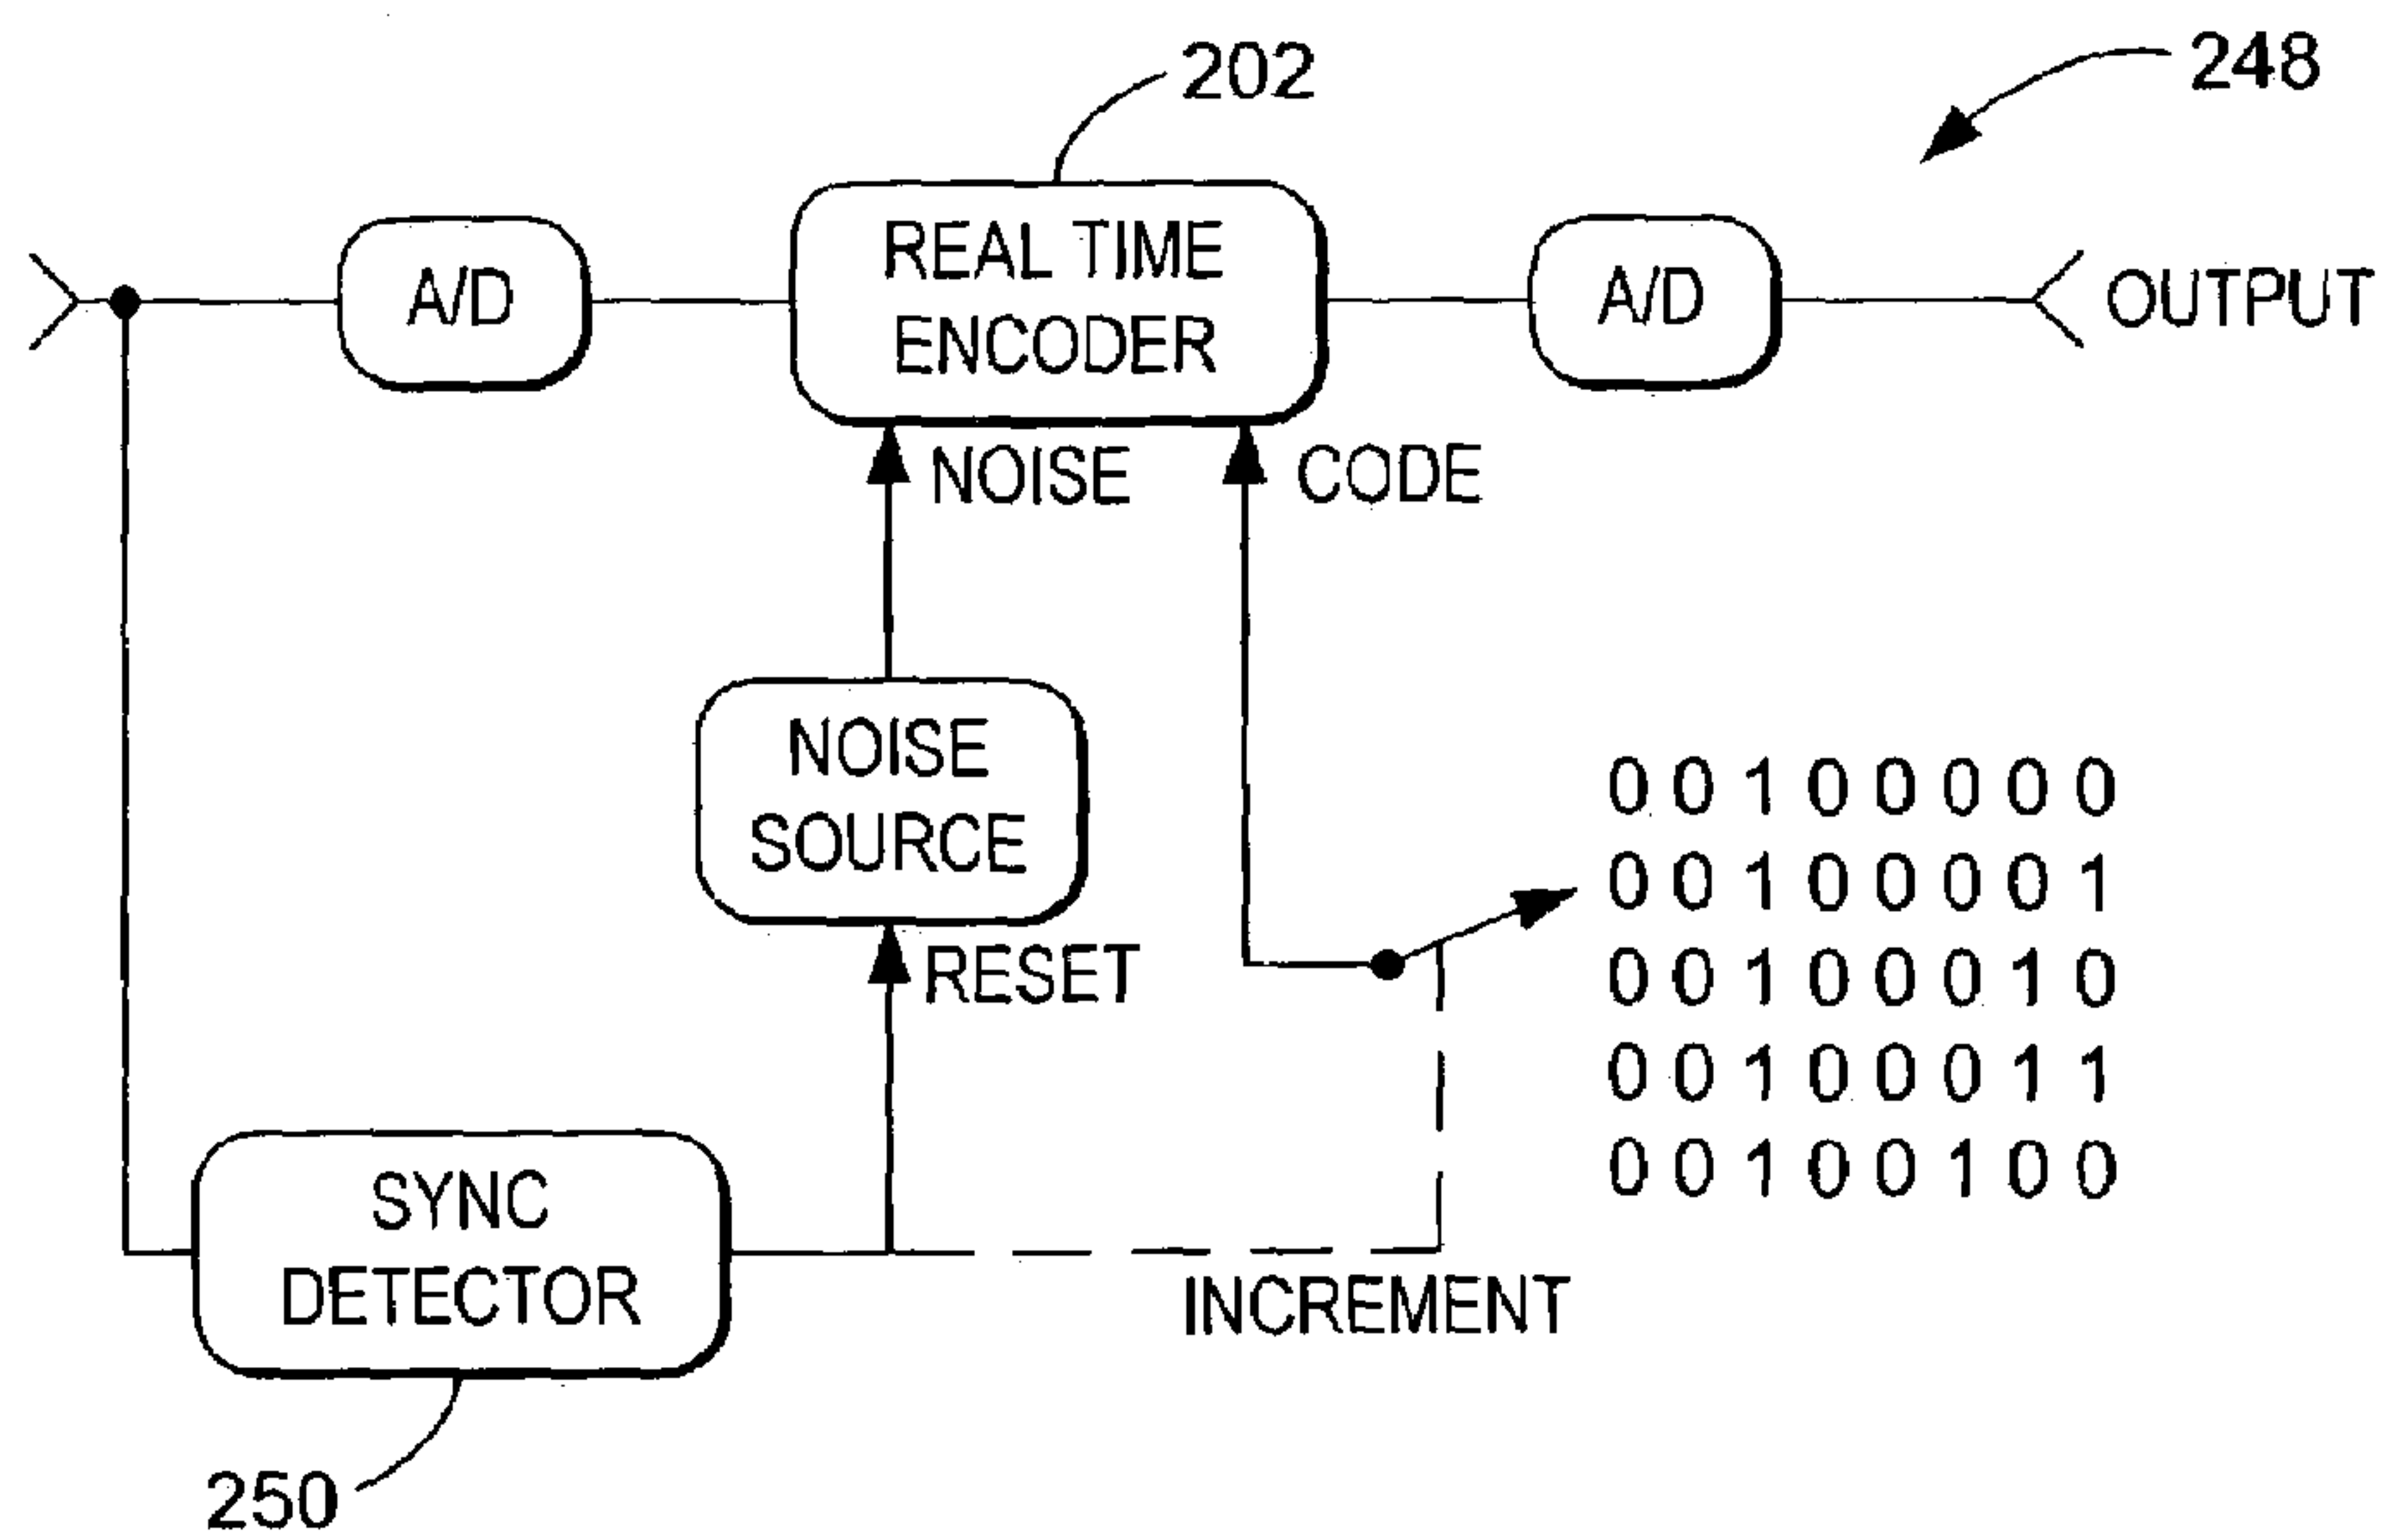 202
248
A/D
REAL TIME
ENCODER
A/D
OUTPUT
NOISE
CODE
NOISE
SOURCE
RESET
0 0 1 0 0 0 0 0
0 0 1 0 0 0 0 1
0 0 1 0 0 0 1 0
0 0 1 0 0 0 1 1
0 0 1 0 0 1 0 0
SYNC
DETECTOR
INCREMENT
250